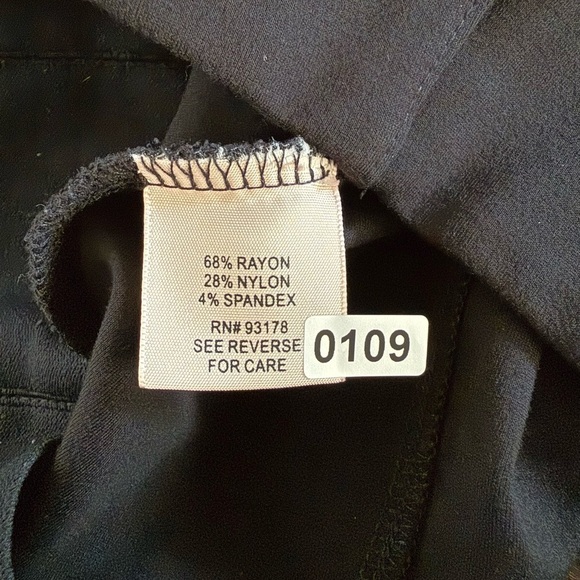 68% RAYON
28% NYLON
4% SPANDEX
RN# 93178
SEE REVERSE
FOR CARE
0109